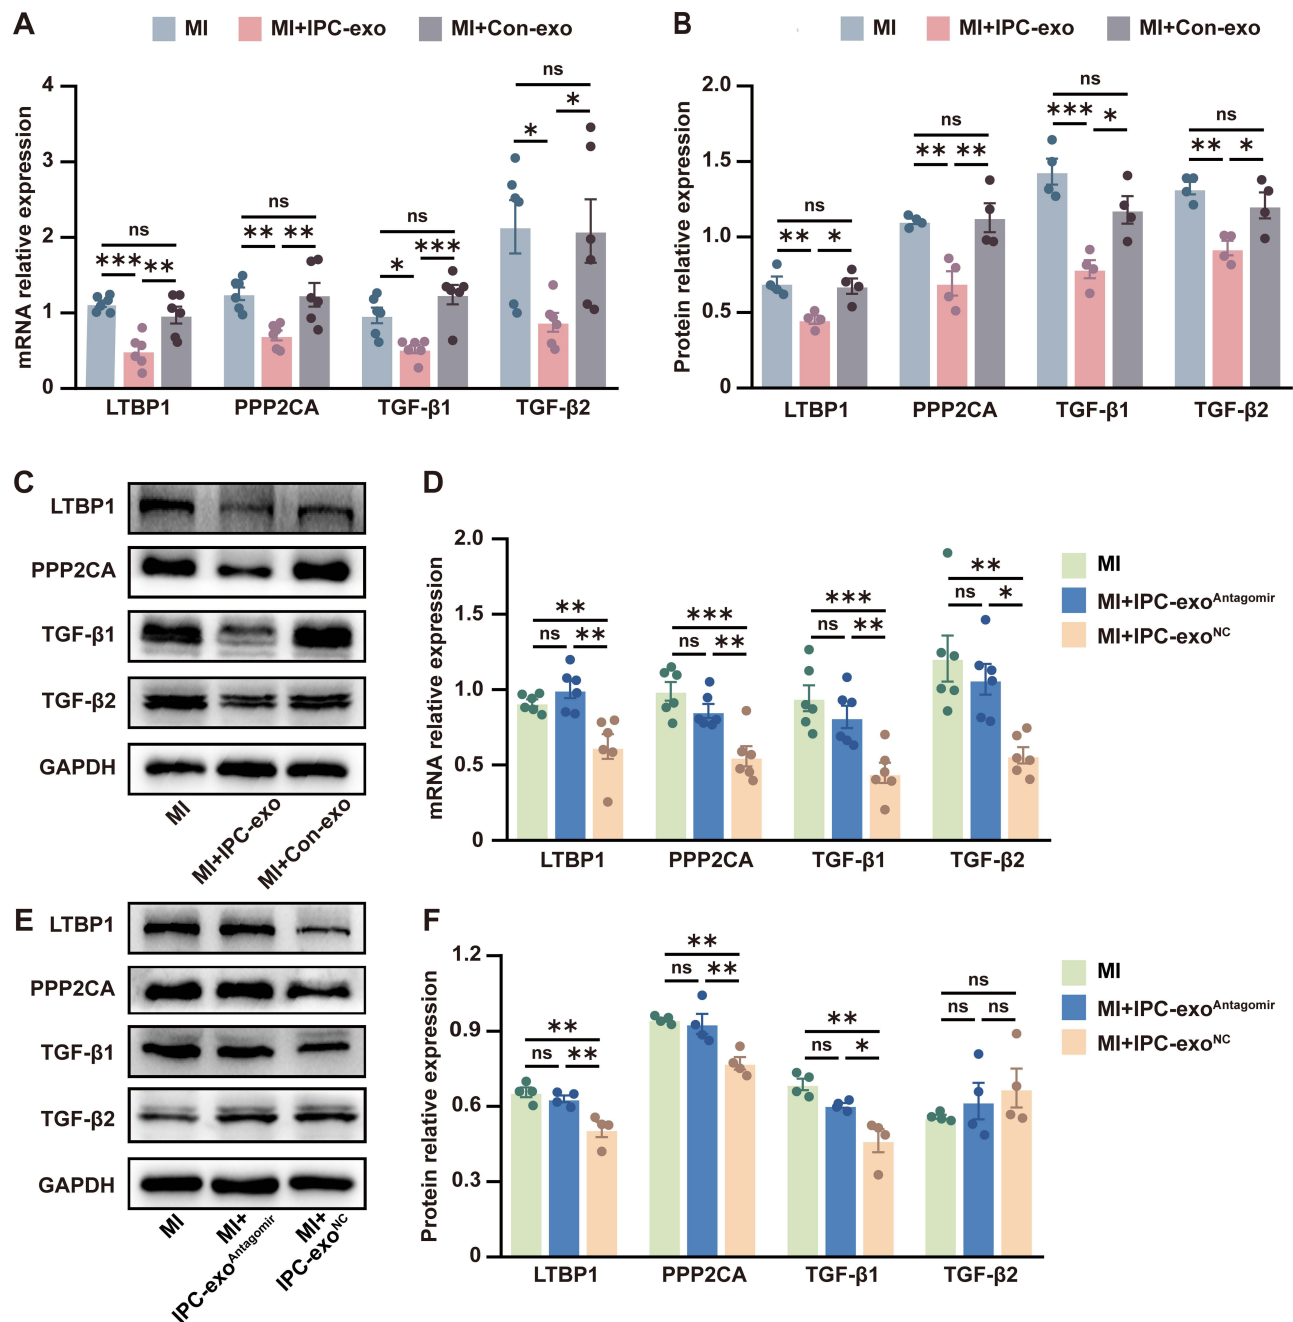 A
MI
MI+IPC-exo
MI+Con-exo
mRNA relative expression
4
3
2
1
0
ns
*** **
ns
** **
ns
* ***
ns
* *
LTBP1 PPP2CA TGF-β1 TGF-β2
B
MI
MI+IPC-exo
MI+Con-exo
Protein relative expression
2.0
1.5
1.0
0.5
0
ns
** *
ns
** **
ns
*** *
ns
** *
LTBP1 PPP2CA TGF-β1 TGF-β2
C
LTBP1
PPP2CA
TGF-β1
TGF-β2
GAPDH
MI
MI+IPC-exo
MI+Con-exo
D
mRNA relative expression
2.0
1.5
1.0
0.5
0
**
ns **
***
ns **
***
ns **
**
ns *
LTBP1 PPP2CA TGF-β1 TGF-β2
MI
MI+IPC-exoAntagomir
MI+IPC-exoNC
E
LTBP1
PPP2CA
TGF-β1
TGF-β2
GAPDH
MI
MI+
IPC-exoAntagomir
MI+
IPC-exoNC
F
Protein relative expression
1.2
0.9
0.6
0.3
0
**
ns **
**
ns **
**
ns *
ns
ns ns
LTBP1 PPP2CA TGF-β1 TGF-β2
MI
MI+IPC-exoAntagomir
MI+IPC-exoNC